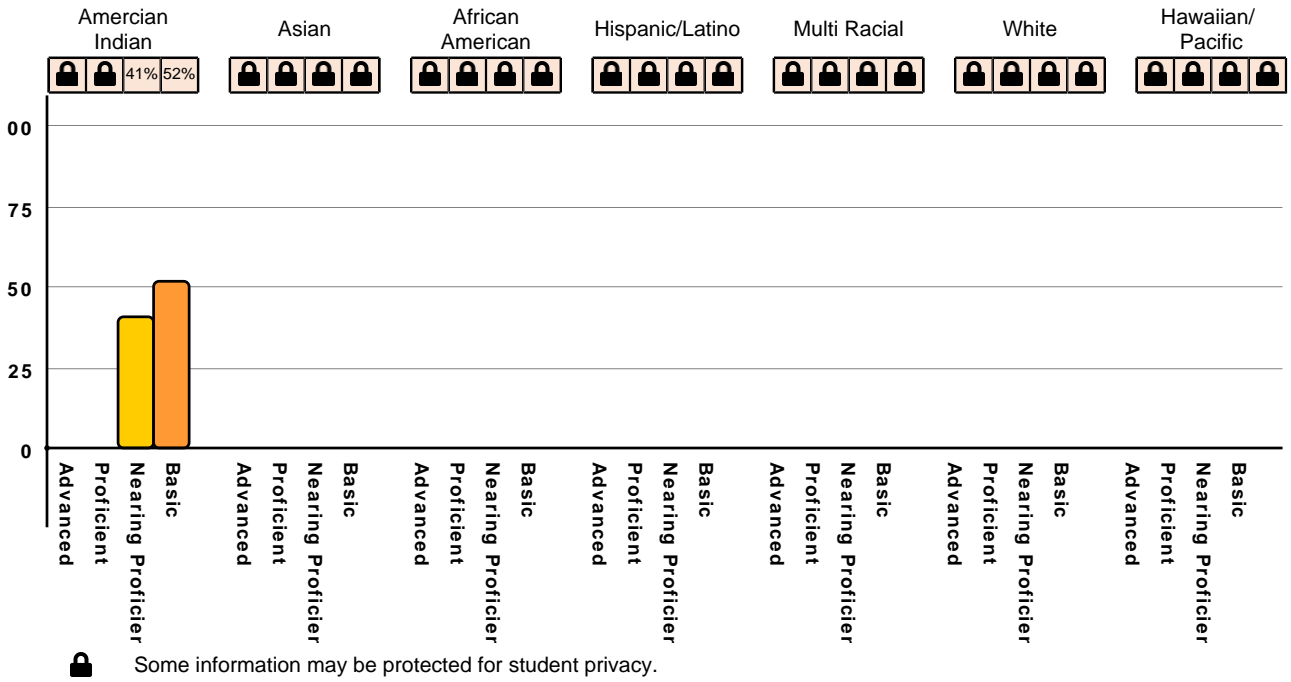 Amercian
Indian
Asian
African
American
Hispanic/Latino
Multi Racial
White
Hawaiian/
Pacific
41% 52%
00
75
50
25
0
Advanced
Proficient
Nearing Proficier
Basic
Advanced
Proficient
Nearing Proficier
Basic
Advanced
Proficient
Nearing Proficier
Basic
Advanced
Proficient
Nearing Proficier
Basic
Advanced
Proficient
Nearing Proficier
Basic
Advanced
Proficient
Nearing Proficier
Basic
Advanced
Proficient
Nearing Proficier
Basic
Some information may be protected for student privacy.